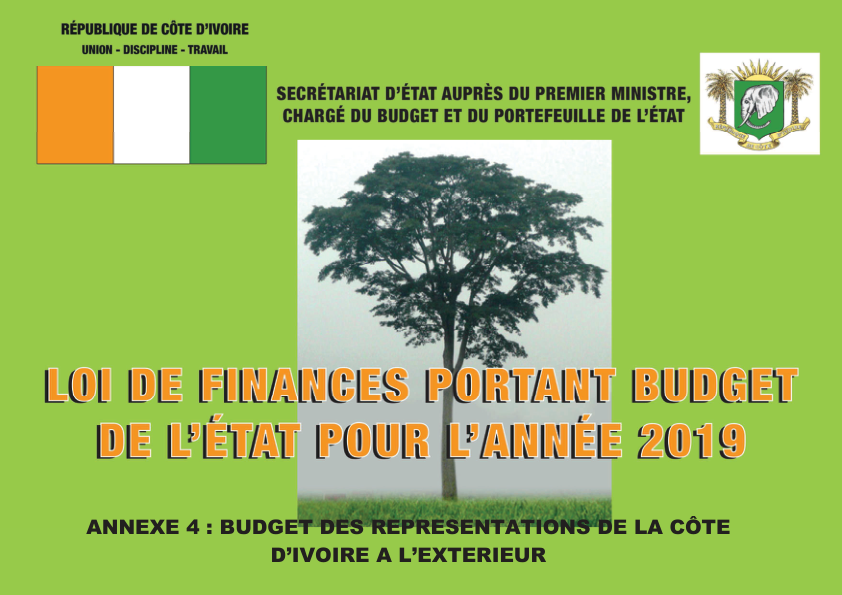 RÉPUBLIQUE DE CÔTE D'IVOIRE
UNION - DISCIPLINE - TRAVAIL
SECRÉTARIAT D'ÉTAT AUPRÈS DU PREMIER MINISTRE,
CHARGÉ DU BUDGET ET DU PORTEFEUILLE DE L'ÉTAT
LOI DE FINANCES PORTANT BUDGET
DE L'ÉTAT POUR L'ANNÉE 2019
ANNEXE 4 : BUDGET DES REPRESENTATIONS DE LA CÔTE
D'IVOIRE A L'EXTERIEUR